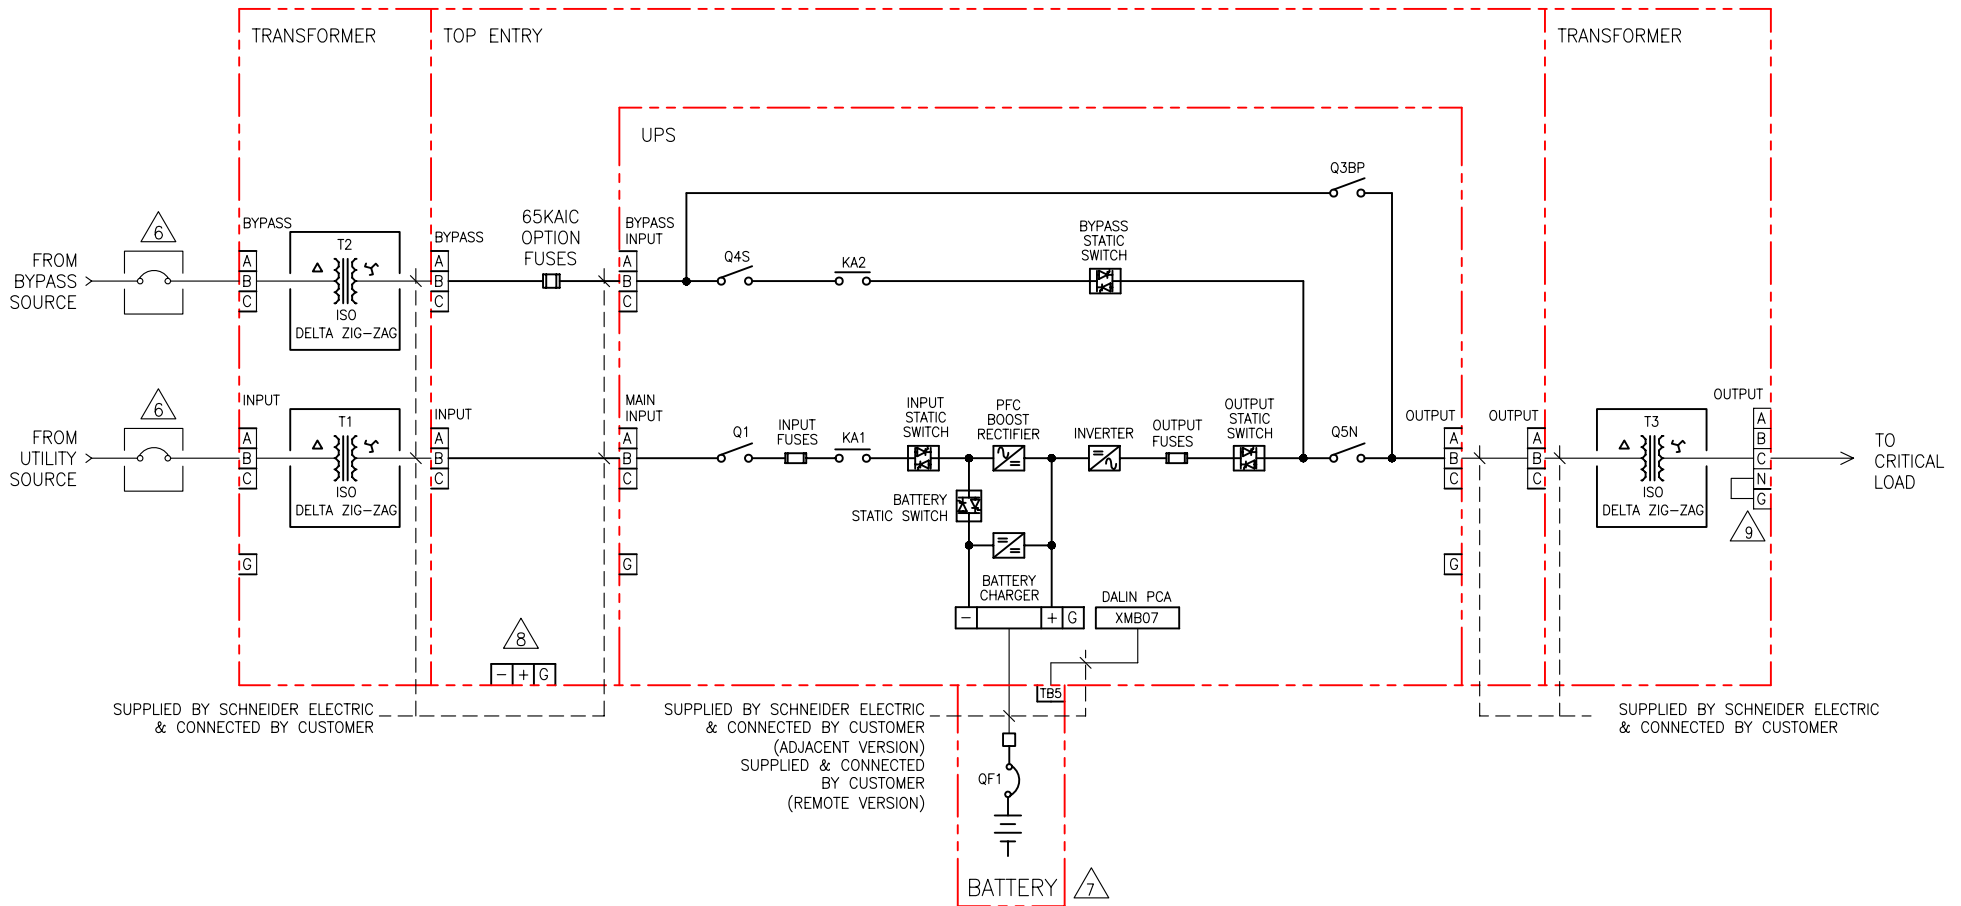 TRANSFORMER
TOP ENTRY
TRANSFORMER
UPS
Q3BP
6
BYPASS
T2
ISO
DELTA ZIG-ZAG
BYPASS
65KAIC
OPTION
FUSES
BYPASS
INPUT
Q4S
KA2
BYPASS
STATIC
SWITCH
FROM
BYPASS
SOURCE
A
B
C
A
B
C
A
B
C
6
INPUT
T1
ISO
DELTA ZIG-ZAG
INPUT
MAIN
INPUT
Q1
INPUT
FUSES
KA1
INPUT
STATIC
SWITCH
PFC
BOOST
RECTIFIER
INVERTER
OUTPUT
FUSES
OUTPUT
STATIC
SWITCH
Q5N
OUTPUT
OUTPUT
T3
ISO
DELTA ZIG-ZAG
OUTPUT
FROM
UTILITY
SOURCE
A
B
C
A
B
C
A
B
C
A
B
C
A
B
C
A
B
C
N
G
TO
CRITICAL
LOAD
9
BATTERY
STATIC SWITCH
G
G
G
BATTERY
CHARGER
- + G
DALIN PCA
XMB07
8
- + G
TB5
SUPPLIED BY SCHNEIDER ELECTRIC
& CONNECTED BY CUSTOMER
SUPPLIED BY SCHNEIDER ELECTRIC
& CONNECTED BY CUSTOMER
(ADJACENT VERSION)
SUPPLIED & CONNECTED
BY CUSTOMER
(REMOTE VERSION)
SUPPLIED BY SCHNEIDER ELECTRIC
& CONNECTED BY CUSTOMER
QF1
BATTERY
7